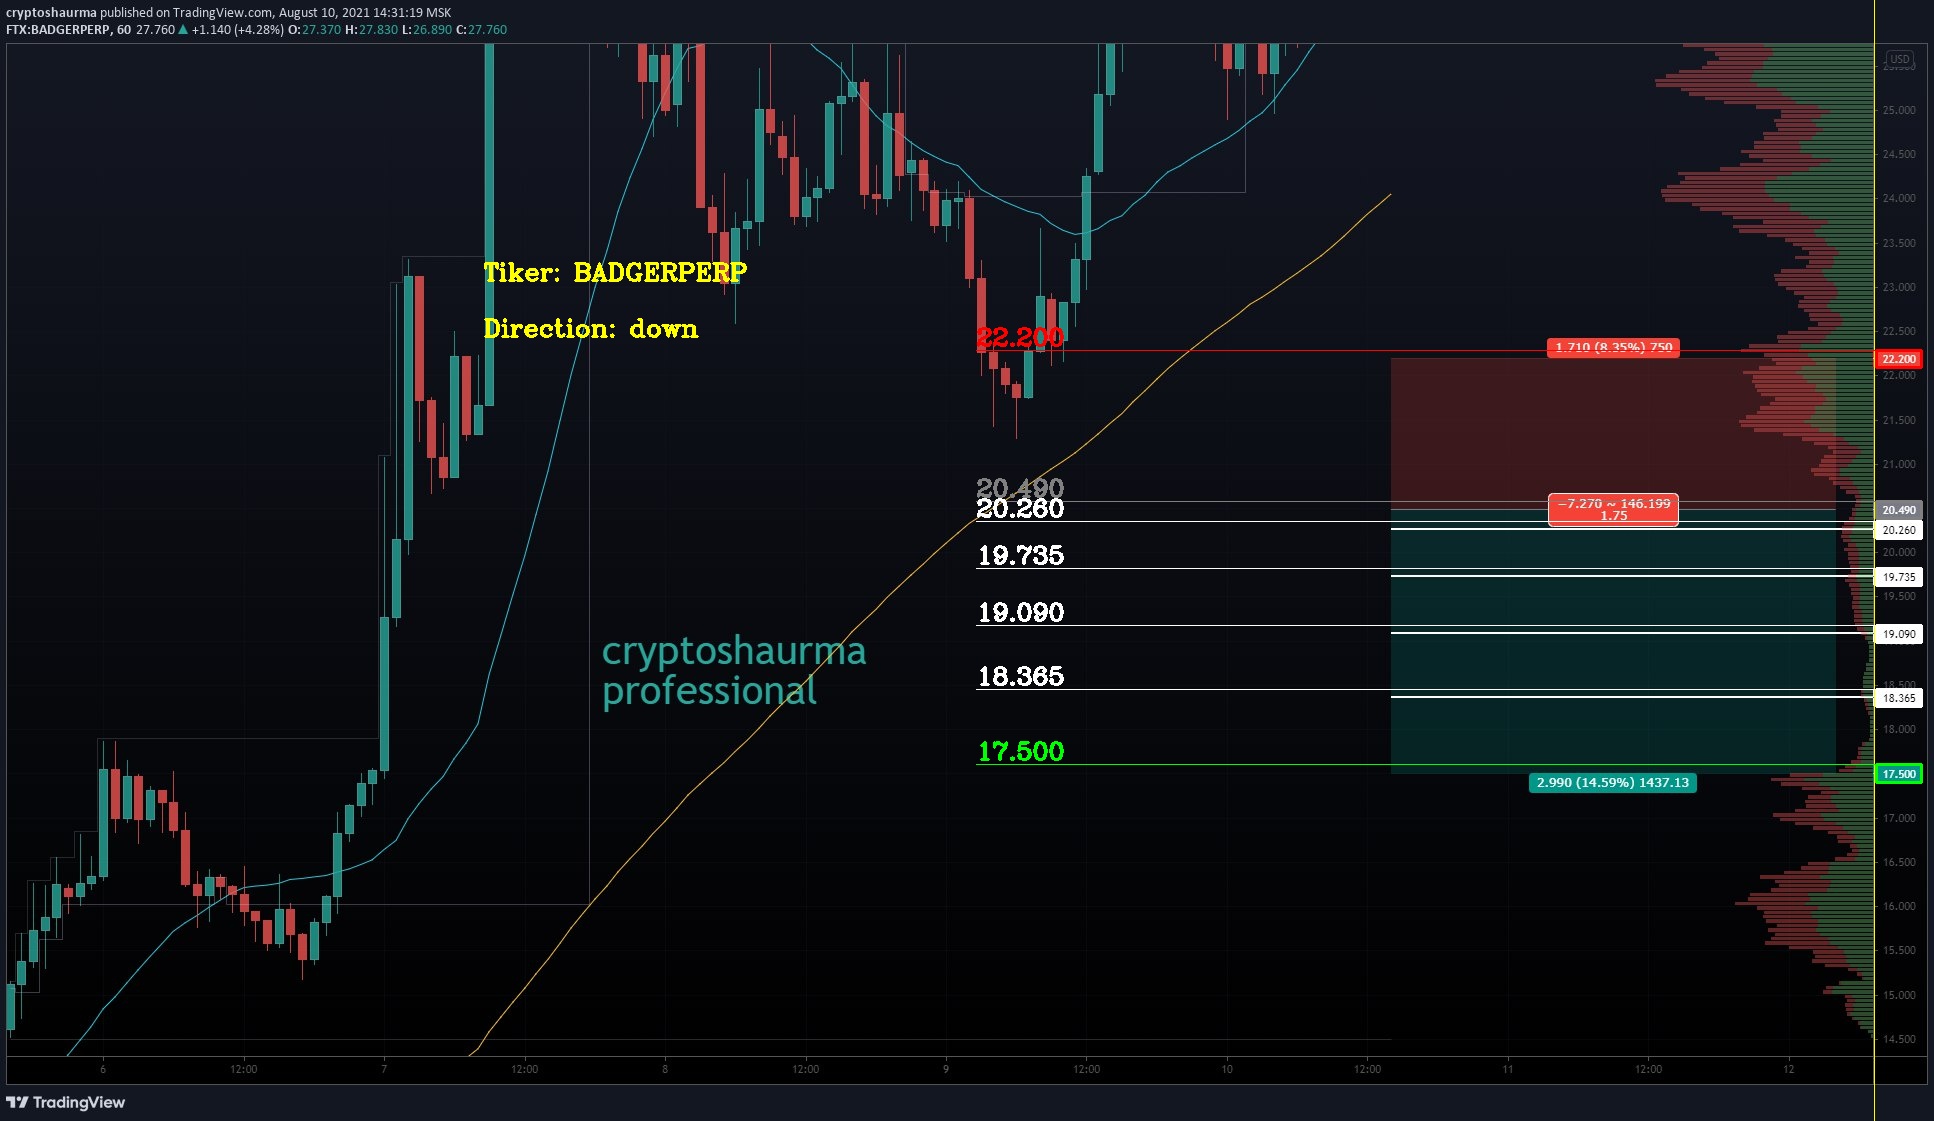 cryptoshaurma published on TradingView.com, August 10, 2021 14:31:19 MSK
FTX:BADGERPERP, 60 27.760 ▲ +1.140 (+4.28%) O:27.370 H:27.830 L:26.890 C:27.760
USD
25.000
24.500
24.000
23.500
23.000
Tiker: BADGERPERP
Direction: down
22.500
22.200
1.710 (8.35%) 750
22.200
22.000
21.500
21.000
20.490
−7.270 ~ 146.199
1.75
20.490
20.260
20.260
20.000
19.735
19.735
19.500
19.090
19.090
cryptoshaurma
professional
18.365
18.500
18.365
18.000
17.500
17.500
2.990 (14.59%) 1437.13
17.000
16.500
16.000
15.500
15.000
14.500
6 12:00 7 12:00 8 12:00 9 12:00 10 12:00 11 12:00 12
TradingView